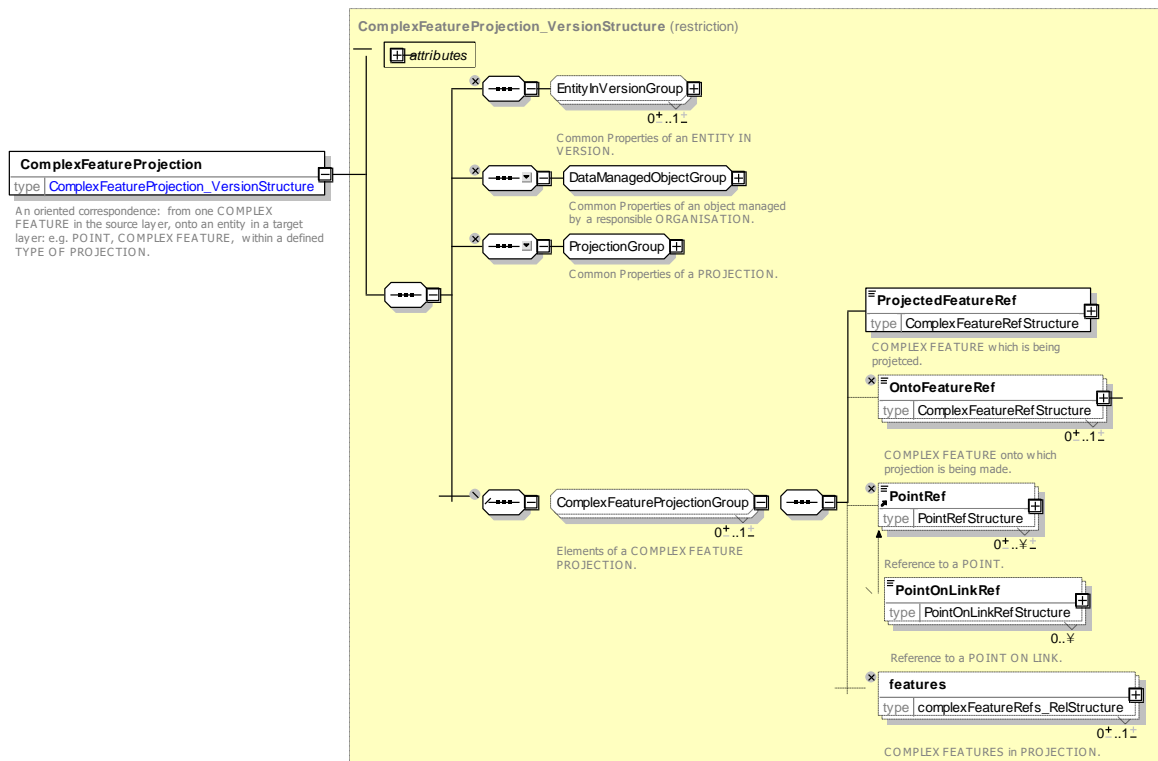 ComplexFeatureProjection_VersionStructure (restriction)
attributes
EntityInVersionGroup
0±..1±
Common Properties of an ENTITY IN
VERSION.
ComplexFeatureProjection
type ComplexFeatureProjection_VersionStructure
An oriented correspondence: from one COMPLEX
FEATURE in the source layer, onto an entity in a target
layer: e.g. POINT, COMPLEX FEATURE, within a defined
TYPE OF PROJECTION.
DataManagedObjectGroup
Common Properties of an object managed
by a responsible ORGANISATION.
ProjectionGroup
Common Properties of a PROJECTION.
ProjectedFeatureRef
type ComplexFeatureRefStructure
COMPLEX FEATURE which is being
projetced.
OntoFeatureRef
type ComplexFeatureRefStructure
0±..1±
COMPLEX FEATURE onto which
projection is being made.
ComplexFeatureProjectionGroup
0±..1±
Elements of a COMPLEX FEATURE
PROJECTION.
PointRef
type PointRefStructure
0±..¥±
Reference to a POINT.
PointOnLinkRef
type PointOnLinkRefStructure
0..¥
Reference to a POINT ON LINK.
features
type complexFeatureRefs_RelStructure
0±..1±
COMPLEX FEATURES in PROJECTION.